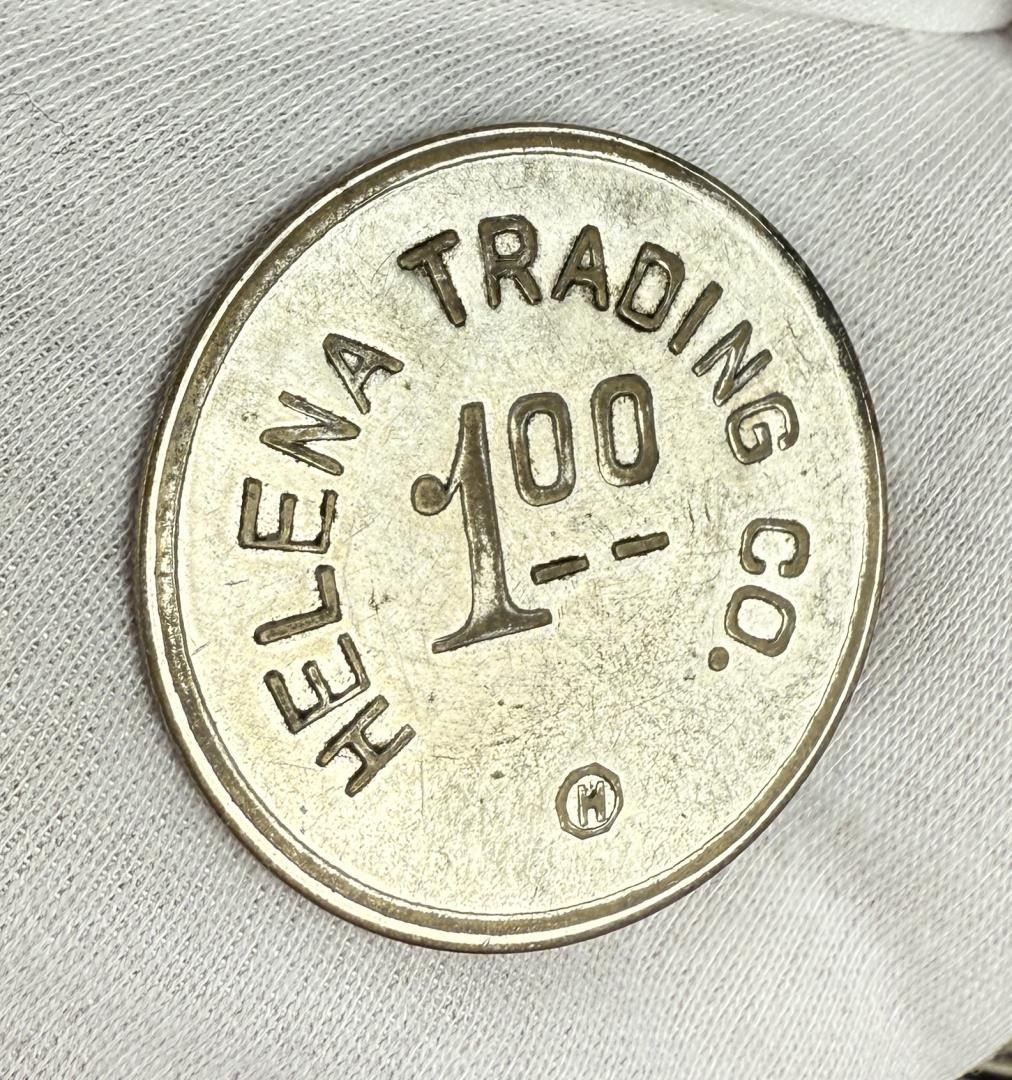 HELENA TRADING CO.
1 00
H